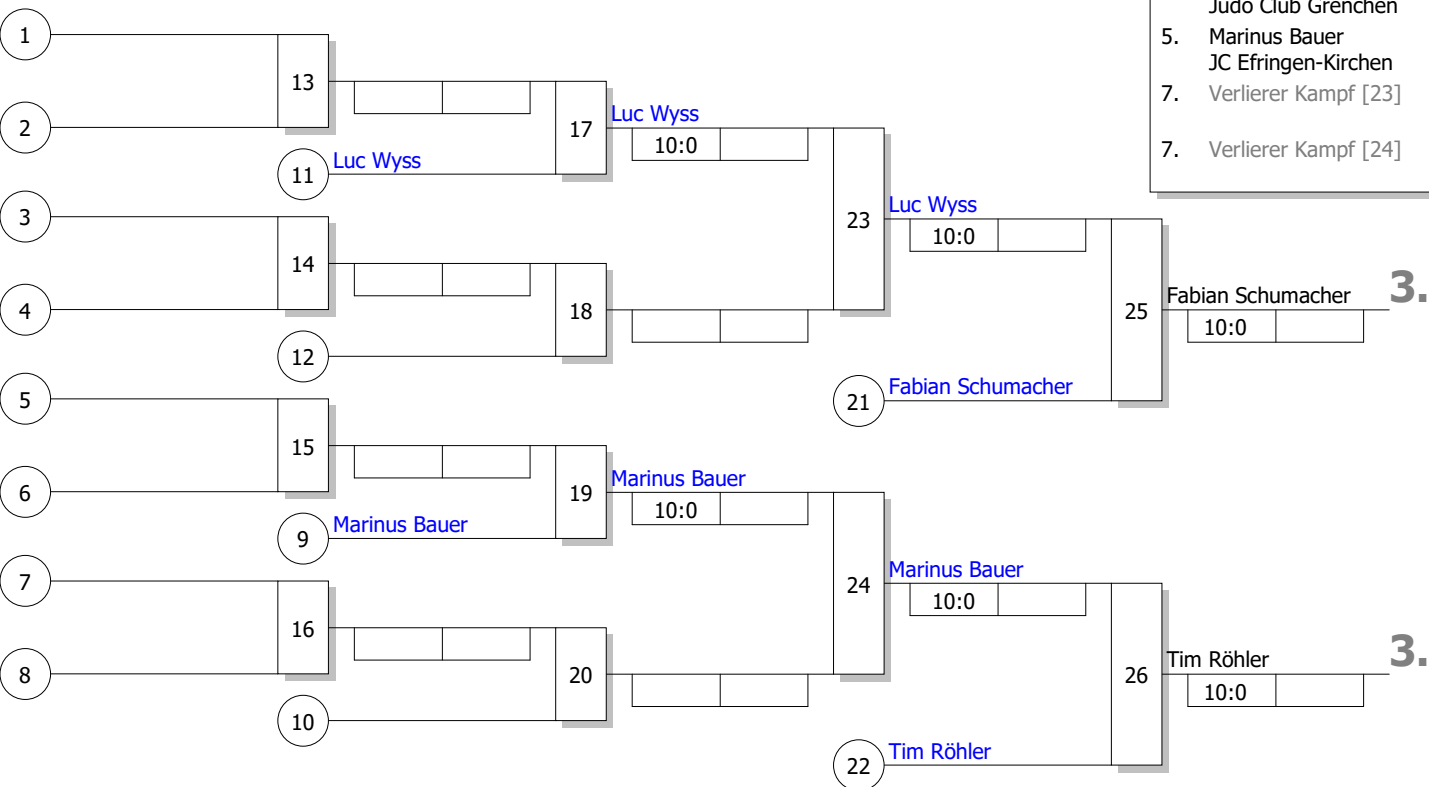 Judo Club Grenchen
5. Marinus Bauer
JC Efringen-Kirchen
7. Verlierer Kampf [23]
7. Verlierer Kampf [24]
1
13
2
17
Luc Wyss
10:0
11
Luc Wyss
3
14
4
18
12
23
Luc Wyss
10:0
25
Fabian Schumacher
3.
10:0
21
Fabian Schumacher
5
15
6
19
Marinus Bauer
10:0
9
Marinus Bauer
7
16
8
20
10
24
Marinus Bauer
10:0
26
Tim Röhler
3.
10:0
22
Tim Röhler